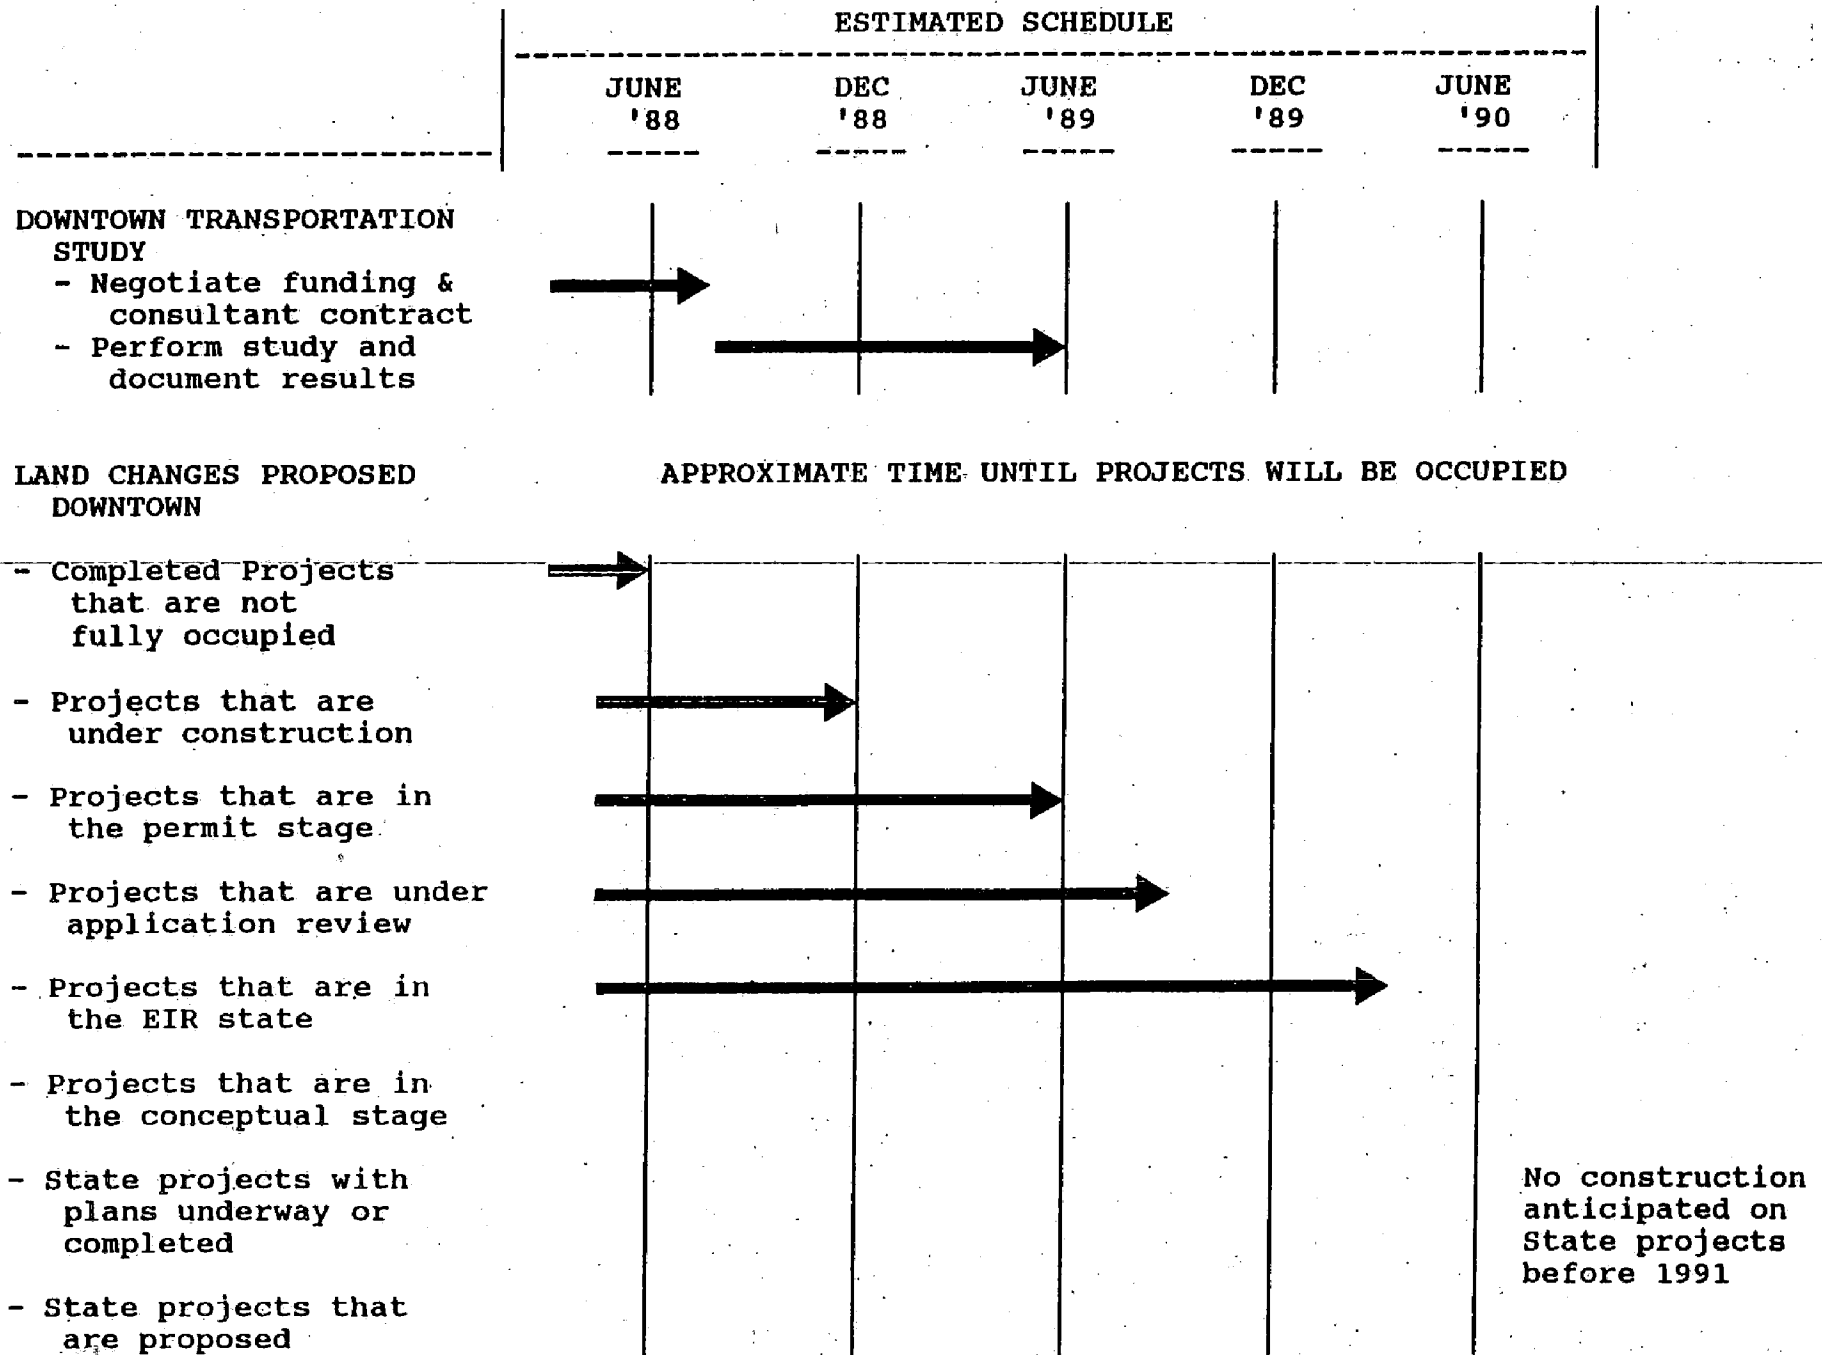 ESTIMATED SCHEDULE
JUNE DEC JUNE DEC JUNE
'88 '88 '89 '89 '90
DOWNTOWN TRANSPORTATION
STUDY
- Negotiate funding &
consultant contract
- Perform study and
document results
LAND CHANGES PROPOSED APPROXIMATE TIME UNTIL PROJECTS WILL BE OCCUPIED
DOWNTOWN
- Completed Projects
that are not
fully occupied
- Projects that are
under construction
- Projects that are in
the permit stage
- Projects that are under
application review
- Projects that are in
the EIR state
- Projects that are in
the conceptual stage
- State projects with No construction
plans underway or anticipated on
completed State projects
before 1991
- State projects that
are proposed